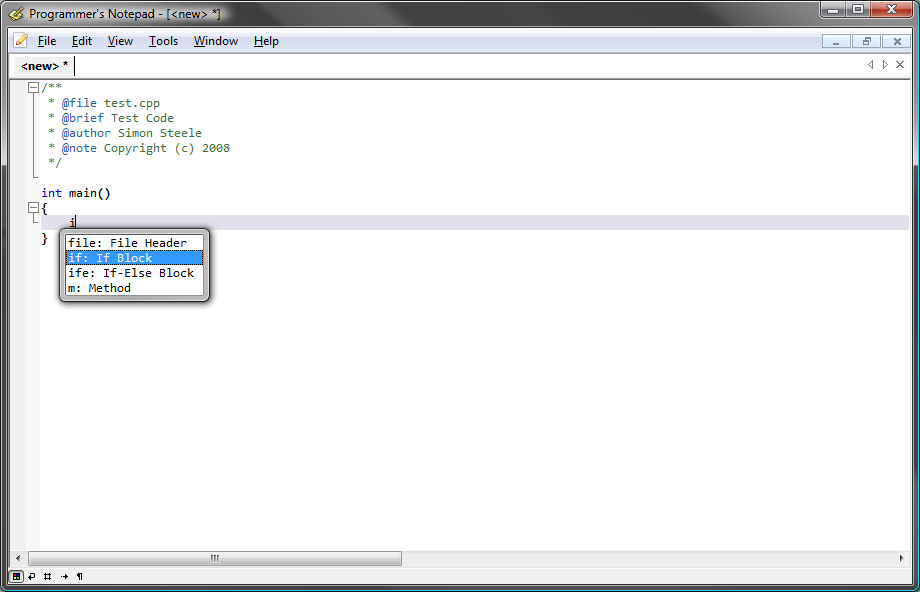 Programmer's Notepad - [<new> *]
File Edit View Tools Window Help
<new> *
/**
 * @file test.cpp
 * @brief Test Code
 * @author Simon Steele
 * @note Copyright (c) 2008
 */
int main()
{
    i
}
file: File Header
if: If Block
ife: If-Else Block
m: Method